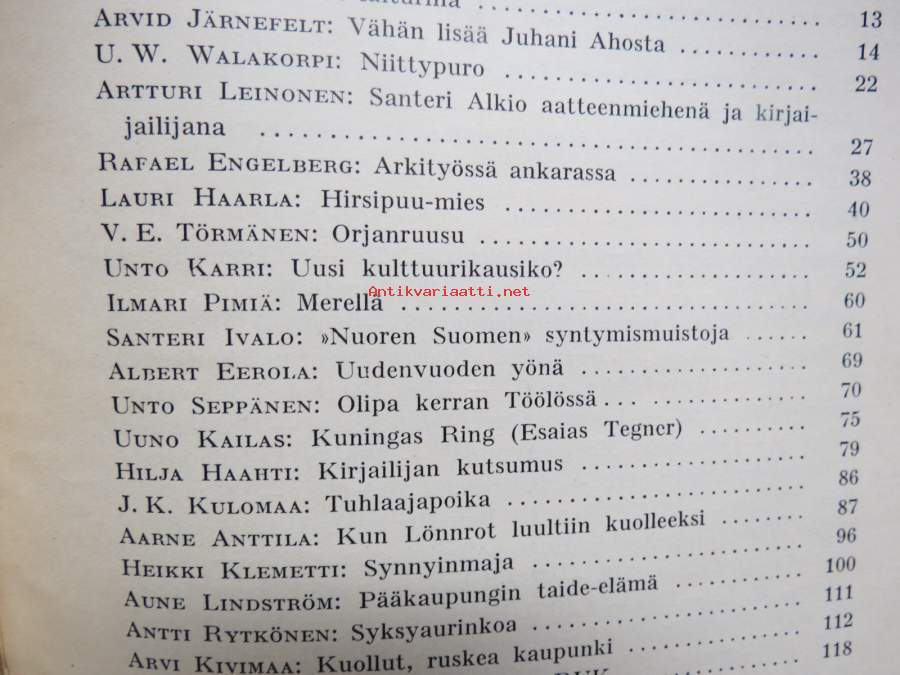 13
ARVID JÄRNEFELT: Vähän lisää Juhani Ahosta .............. 14
U. W. WALAKORPI: Niittypuro .............. 22
ARTTURI LEINONEN: Santeri Alkio aatteenmiehenä ja kirjai-
jailijana .............. 27
RAFAEL ENGELBERG: Arkityössä ankarassa .............. 38
LAURI HAARLA: Hirsipuu-mies .............. 40
V. E. TÖRMÄNEN: Orjanruusu .............. 50
UNTO KARRI: Uusi kulttuurikausiko? .............. 52
Antikvariaatti.net
ILMARI PIMIÄ: Merellä .............. 60
SANTERI IVALO: »Nuoren Suomen» syntymismuistoja ...... 61
ALBERT EEROLA: Uudenvuoden yönä .............. 69
UNTO SEPPÄNEN: Olipa kerran Töölössä .............. 70
UUNO KAILAS: Kuningas Ring (Esaias Tegner) .......... 75
HILJA HAAHTI: Kirjailijan kutsumus .............. 79
J. K. KULOMAA: Tuhlaajapoika .............. 86
AARNE ANTTILA: Kun Lönnrot luultiin kuolleeksi ........ 87
HEIKKI KLEMETTI: Synnyinmaja .............. 96
AUNE LINDSTRÖM: Pääkaupungin taide-elämä .......... 100
ANTTI RYTKÖNEN: Syksyaurinkoa .............. 111
ARVI KIVIMAA: Kuollut, ruskea kaupunki .............. 112
118